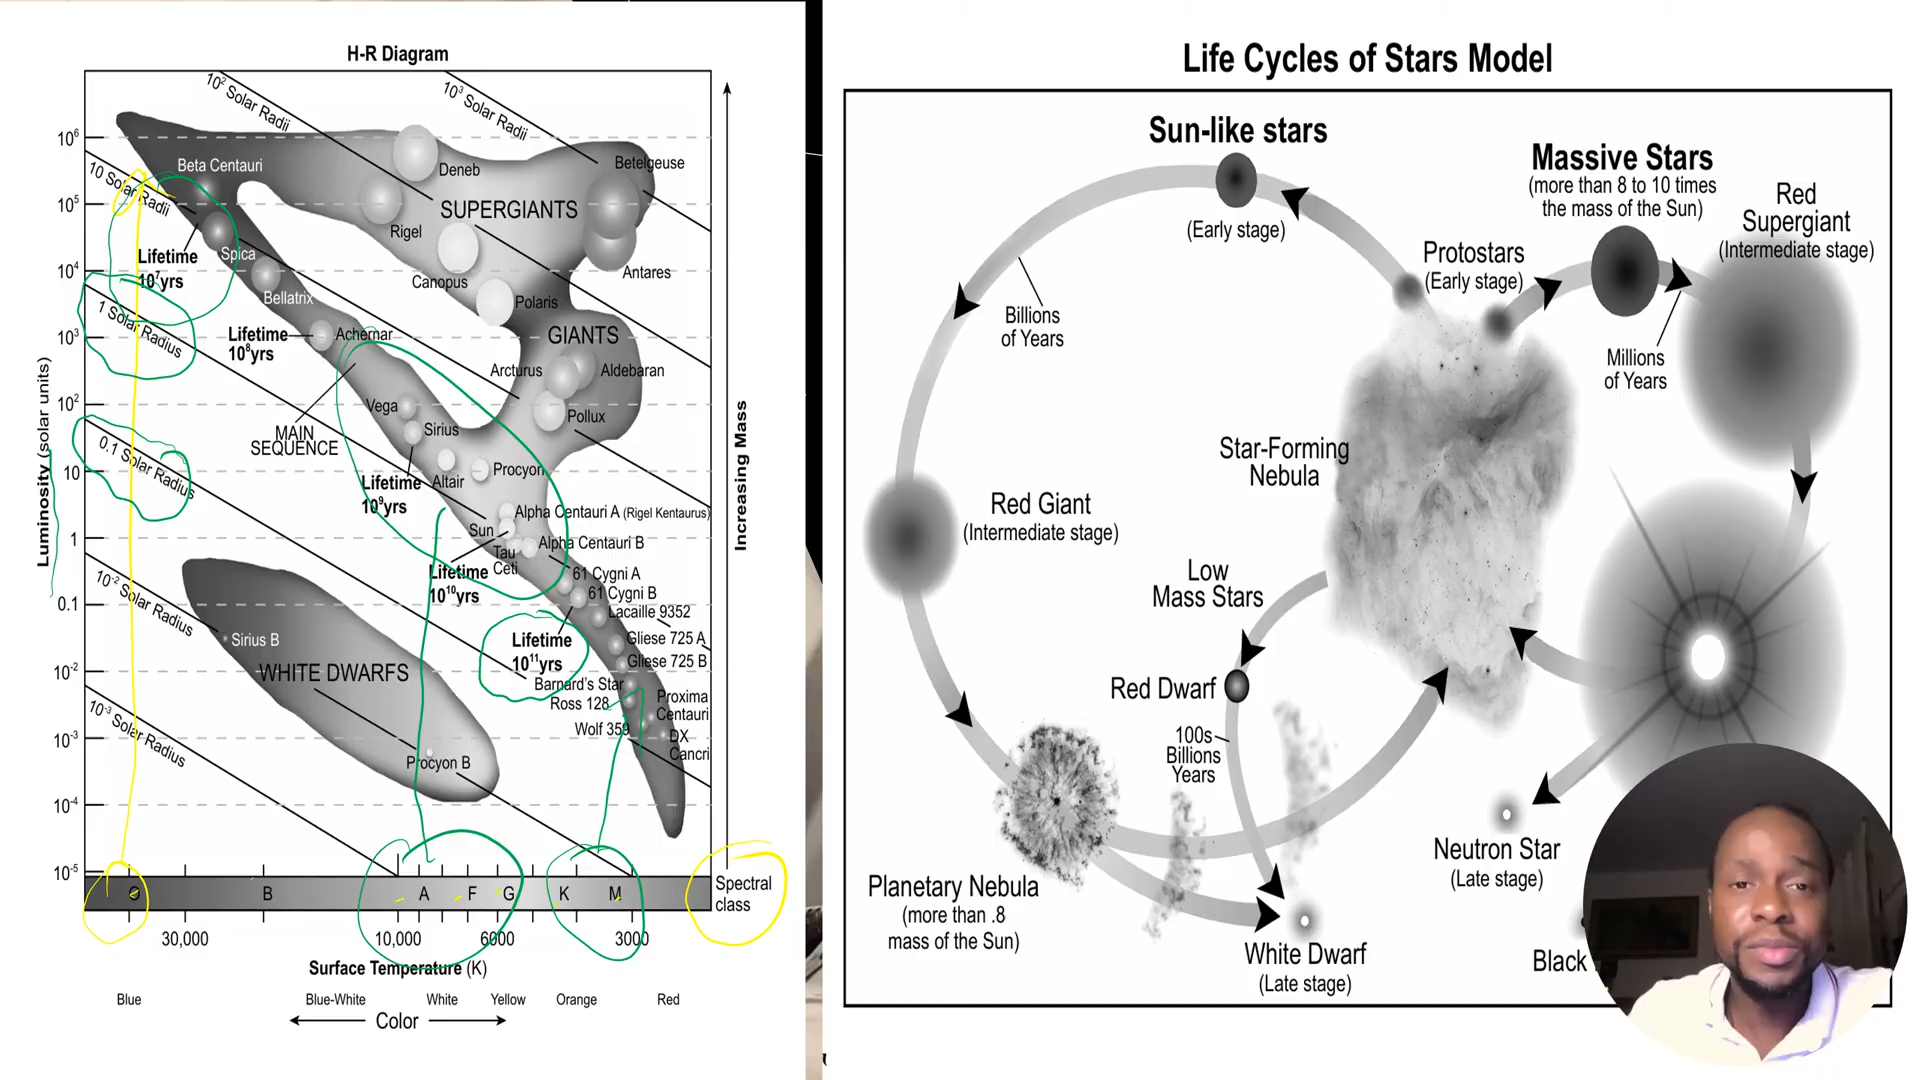 H-R Diagram
10² Solar Radii
10³ Solar Radii
10⁶
Beta Centauri
Deneb
Betelgeuse
10 Solar Radii
10⁵
SUPERGIANTS
Rigel
Spica
Lifetime
10⁷yrs
10⁴
Canopus
Antares
Bellatrix
Polaris
1 Solar Radius
10³
Lifetime
10⁸yrs
Achernar
GIANTS
Arcturus
Aldebaran
10²
Vega
Pollux
MAIN
SEQUENCE
Sirius
0.1 Solar Radius
10
Procyon
Altair
Lifetime
10⁹yrs
Alpha Centauri A (Rigel Kentaurus)
Sun
1
Alpha Centauri B
Tau
Ceti
Lifetime
10¹⁰yrs
61 Cygni A
61 Cygni B
10⁻² Solar Radius
0.1
Lacaille 9352
Sirius B
Lifetime
10¹¹yrs
Gliese 725 A
Gliese 725 B
WHITE DWARFS
10⁻²
Barnard's Star
Ross 128
Proxima
Centauri
Wolf 359
10⁻³ Solar Radius
10⁻³
DX
Cancri
Procyon B
10⁻⁴
10⁻⁵
Luminosity (solar units)
Increasing Mass
O B A F G K M
Spectral
class
30,000 10,000 6000 3000
Surface Temperature (K)
Blue Blue-White White Yellow Orange Red
Color
Life Cycles of Stars Model
Sun-like stars
(Early stage)
Massive Stars
(more than 8 to 10 times
the mass of the Sun)
Red
Supergiant
(Intermediate stage)
Protostars
(Early stage)
Billions
of Years
Millions
of Years
Star-Forming
Nebula
Red Giant
(Intermediate stage)
Low
Mass Stars
Red Dwarf
100s
Billions
Years
Neutron Star
(Late stage)
Planetary Nebula
(more than .8
mass of the Sun)
White Dwarf
(Late stage)
Black